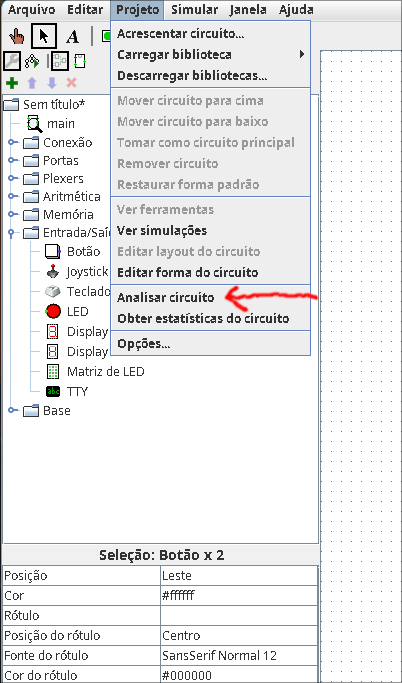 Arquivo Editar Projeto Simular Janela Ajuda
Acrescentar circuito...
Carregar biblioteca
Descarregar bibliotecas...
Mover circuito para cima
Mover circuito para baixo
Tomar como circuito principal
Remover circuito
Restaurar forma padrão
Ver ferramentas
Ver simulações
Editar layout do circuito
Editar forma do circuito
Analisar circuito
Obter estatísticas do circuito
Opções...
A
Sem título*
main
Conexão
Portas
Plexers
Aritmética
Memória
Entrada/Saí
Botão
Joystick
Teclado
LED
Display
Display
Matriz de LED
TTY
Base
Seleção: Botão x 2
Posição Leste
Cor #ffffff
Rótulo
Posição do rótulo Centro
Fonte do rótulo SansSerif Normal 12
Cor do rótulo #000000